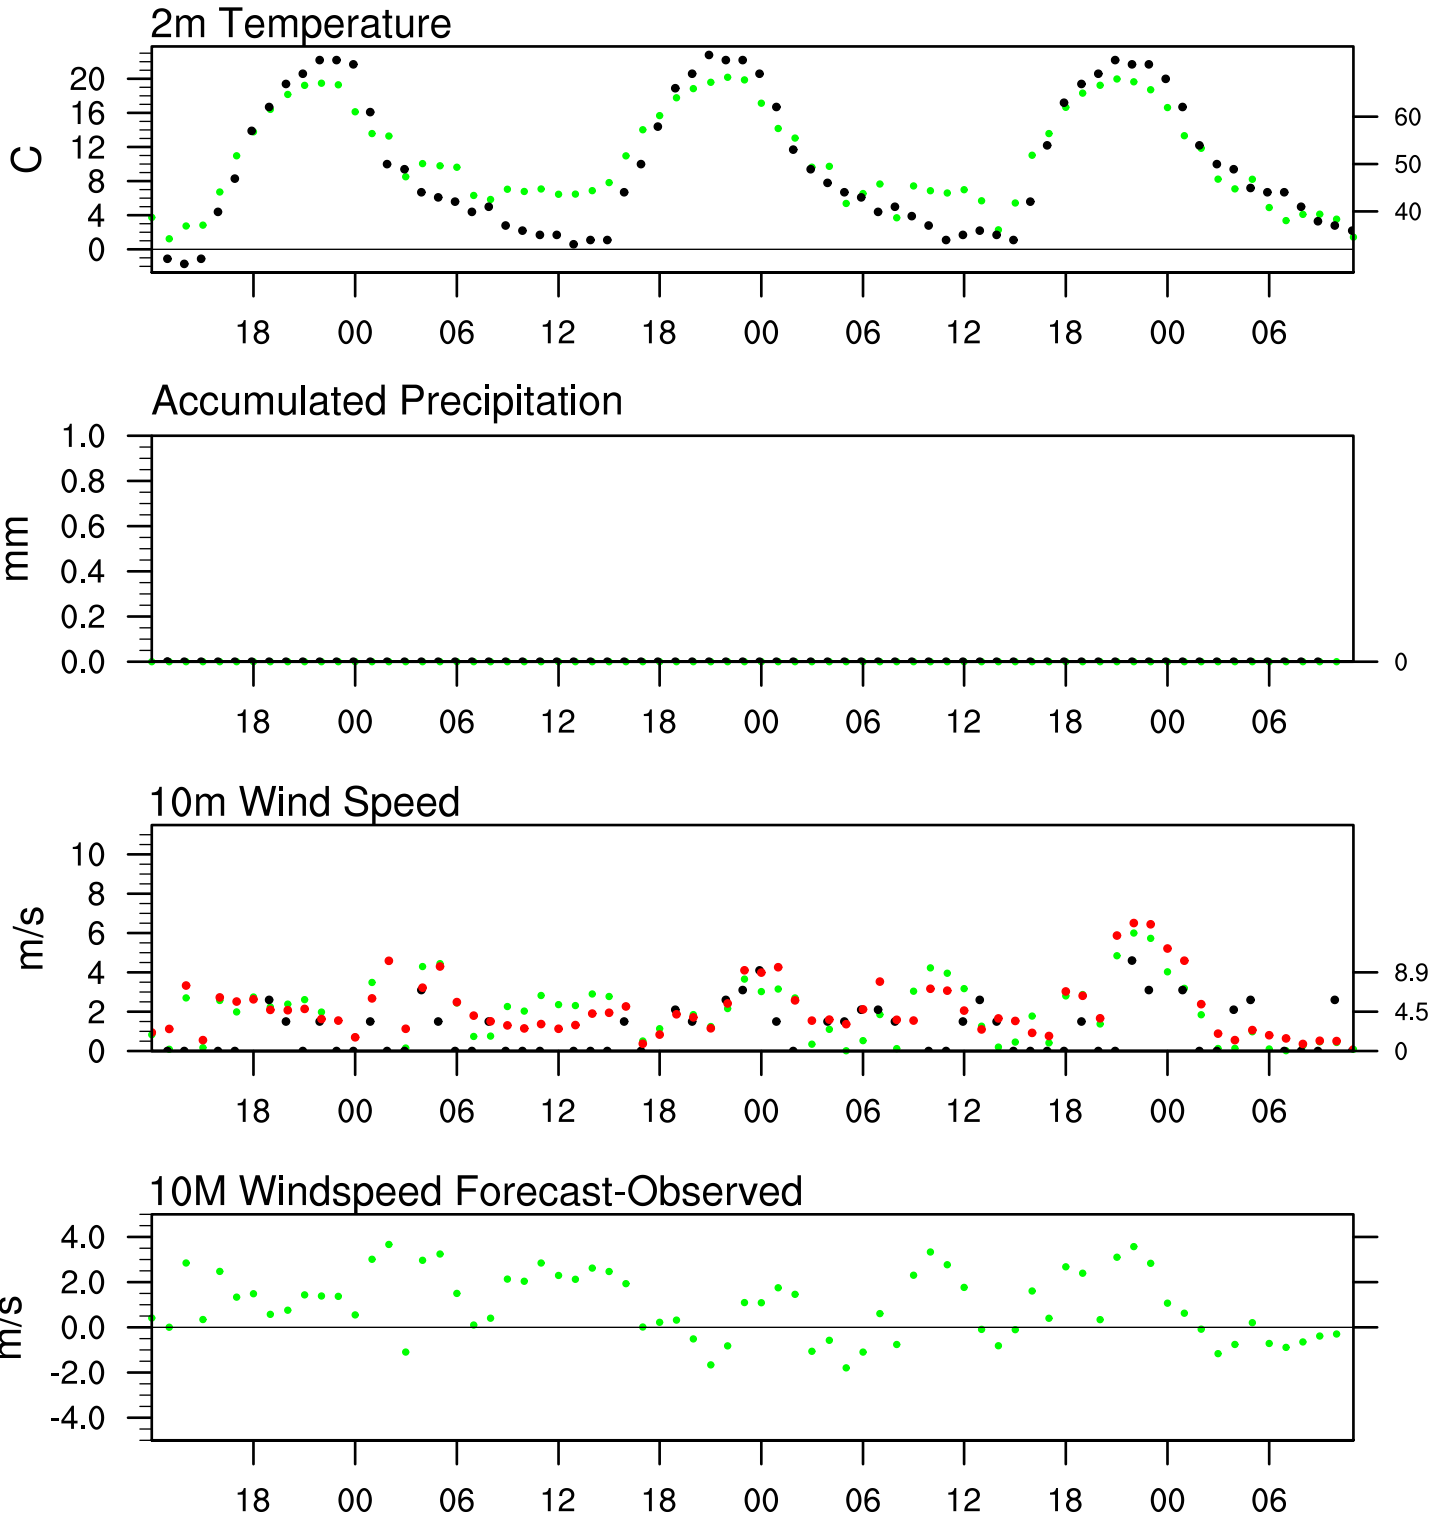 2m Temperature
C
20
16
12
8
4
0
60
50
40
18 00 06 12 18 00 06 12 18 00 06
Accumulated Precipitation
mm
1.0
0.8
0.6
0.4
0.2
0.0
0
18 00 06 12 18 00 06 12 18 00 06
10m Wind Speed
m/s
10
8
6
4
2
0
8.9
4.5
0
18 00 06 12 18 00 06 12 18 00 06
10M Windspeed Forecast-Observed
m/s
4.0
2.0
0.0
-2.0
-4.0
18 00 06 12 18 00 06 12 18 00 06